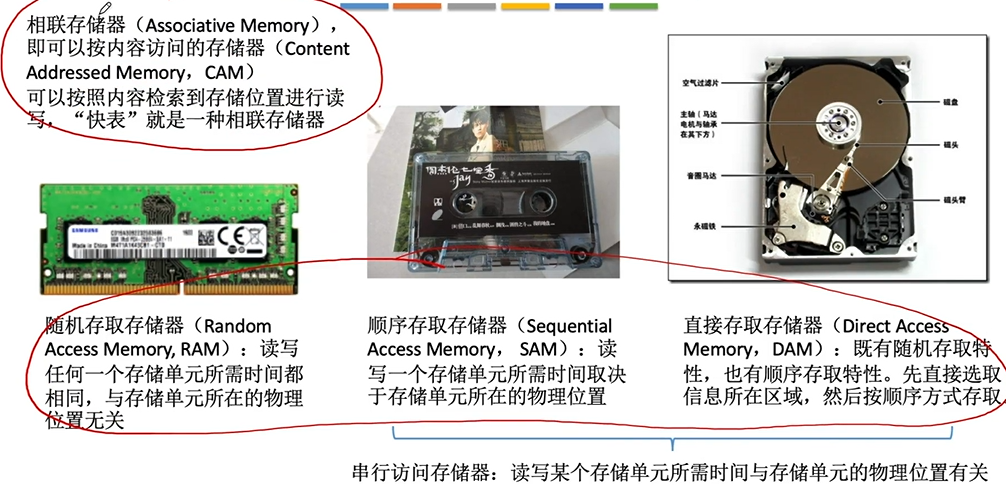 相联存储器（Associative Memory），
即可以按内容访问的存储器（Content
Addressed Memory，CAM）
可以按照内容检索到存储位置进行读
写，“快表”就是一种相联存储器
SAMSUNG
Made in China
周杰伦 七里香
Jay
空气过滤片
主轴（马达
电机与轴承
在其下方）
音圈马达
永磁铁
磁盘
磁头
磁头臂
随机存取存储器（Random
Access Memory, RAM）：读写
任何一个存储单元所需时间都
相同，与存储单元所在的物理
位置无关
顺序存取存储器（Sequential
Access Memory， SAM）：读
写一个存储单元所需时间取决
于存储单元所在的物理位置
直接存取存储器（Direct Access
Memory，DAM）：既有随机存取特
性，也有顺序存取特性。先直接选取
信息所在区域，然后按顺序方式存取
串行访问存储器：读写某个存储单元所需时间与存储单元的物理位置有关